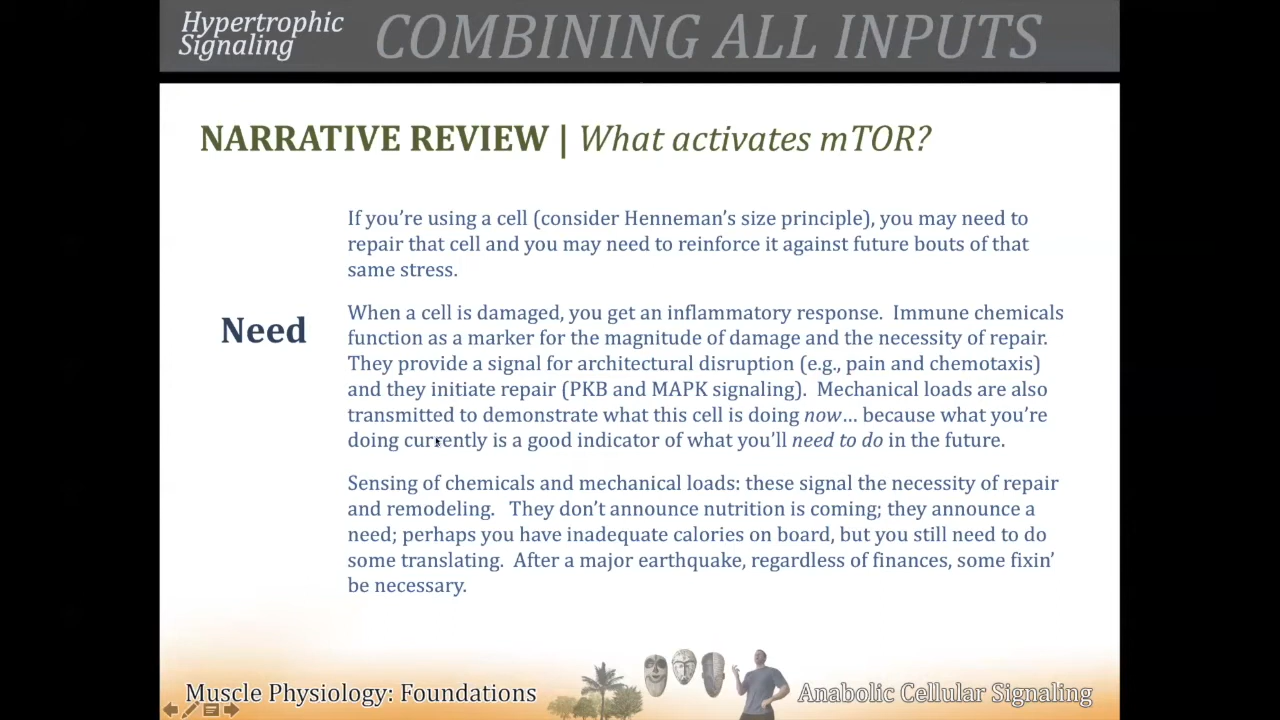 Hypertrophic
Signaling
COMBINING ALL INPUTS
NARRATIVE REVIEW | What activates mTOR?
Need
If you're using a cell (consider Henneman's size principle), you may need to
repair that cell and you may need to reinforce it against future bouts of that
same stress.
When a cell is damaged, you get an inflammatory response.  Immune chemicals
function as a marker for the magnitude of damage and the necessity of repair.
They provide a signal for architectural disruption (e.g., pain and chemotaxis)
and they initiate repair (PKB and MAPK signaling).  Mechanical loads are also
transmitted to demonstrate what this cell is doing now… because what you're
doing currently is a good indicator of what you'll need to do in the future.
Sensing of chemicals and mechanical loads: these signal the necessity of repair
and remodeling.   They don't announce nutrition is coming; they announce a
need; perhaps you have inadequate calories on board, but you still need to do
some translating.  After a major earthquake, regardless of finances, some fixin'
be necessary.
Muscle Physiology: Foundations
Anabolic Cellular Signaling